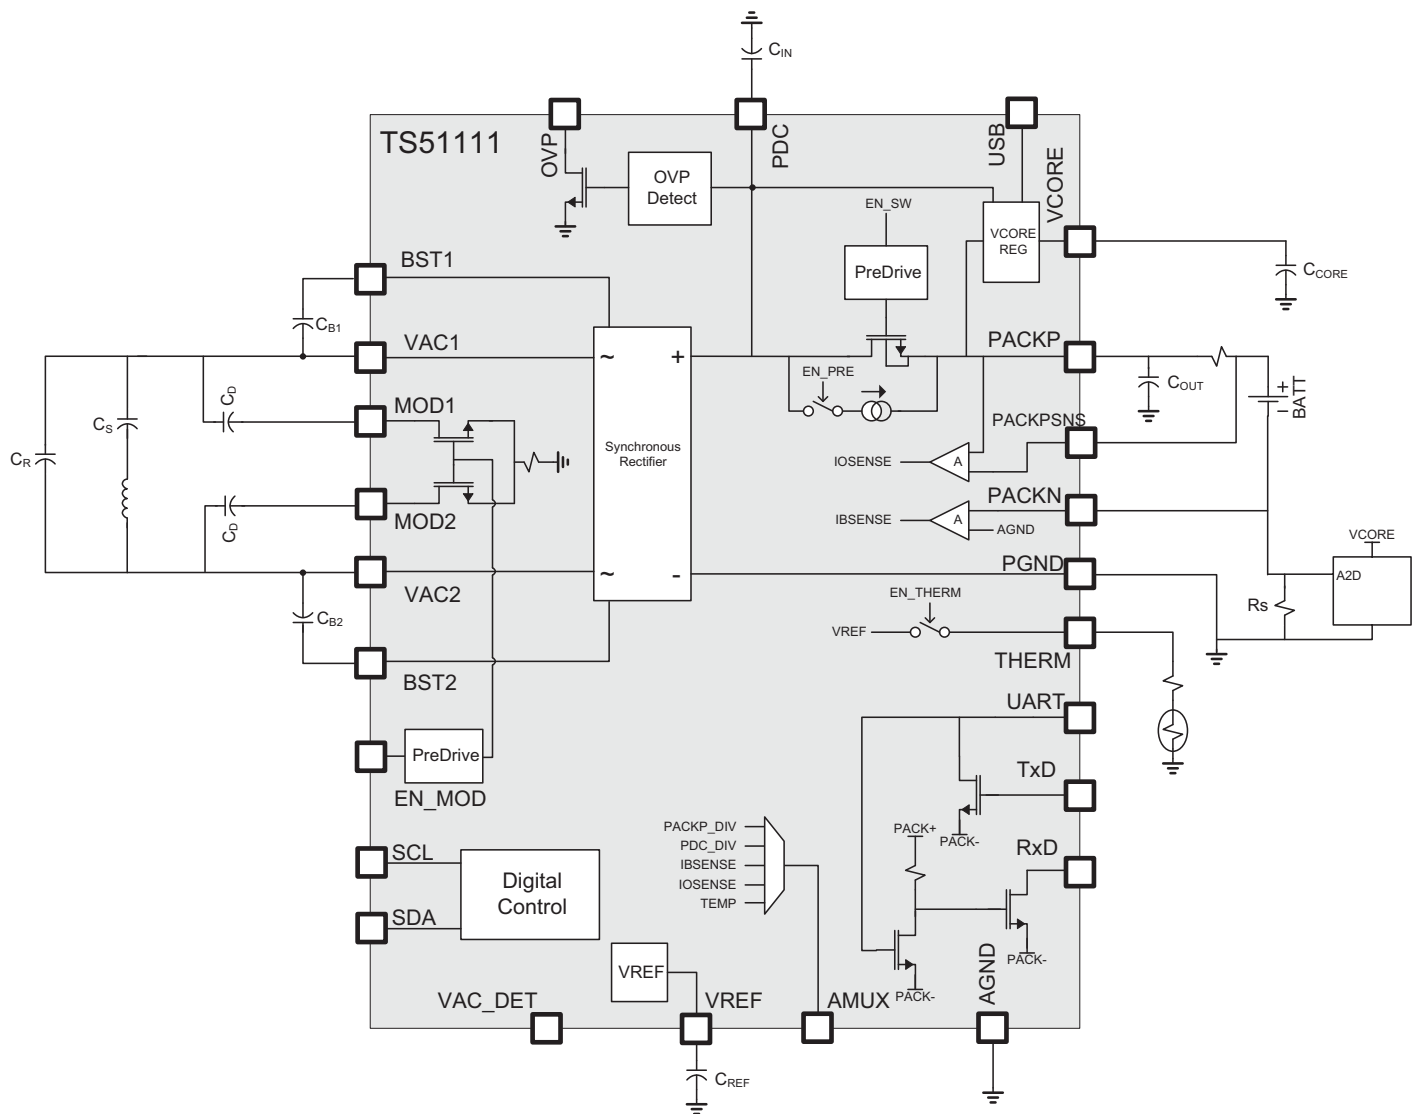 C_IN
TS51111
OVP
PDC
USB
VCORE
OVP
Detect
EN_SW
VCORE
REG
PreDrive
C_CORE
BST1
C_B1
VAC1
PACKP
~
+
EN_PRE
C_OUT
+
–
BATT
C_D
MOD1
C_S
C_R
PACKPSNS
Synchronous
Rectifier
IOSENSE
A
PACKN
C_D
MOD2
IBSENSE
A
AGND
VCORE
PGND
~
-
A2D
VAC2
EN_THERM
Rs
C_B2
VREF
THERM
BST2
UART
PreDrive
EN_MOD
TxD
PACKP_DIV
PDC_DIV
IBSENSE
IOSENSE
TEMP
PACK+
PACK-
RxD
SCL
SDA
Digital
Control
PACK-
VREF
PACK-
VAC_DET
VREF
AMUX
AGND
C_REF